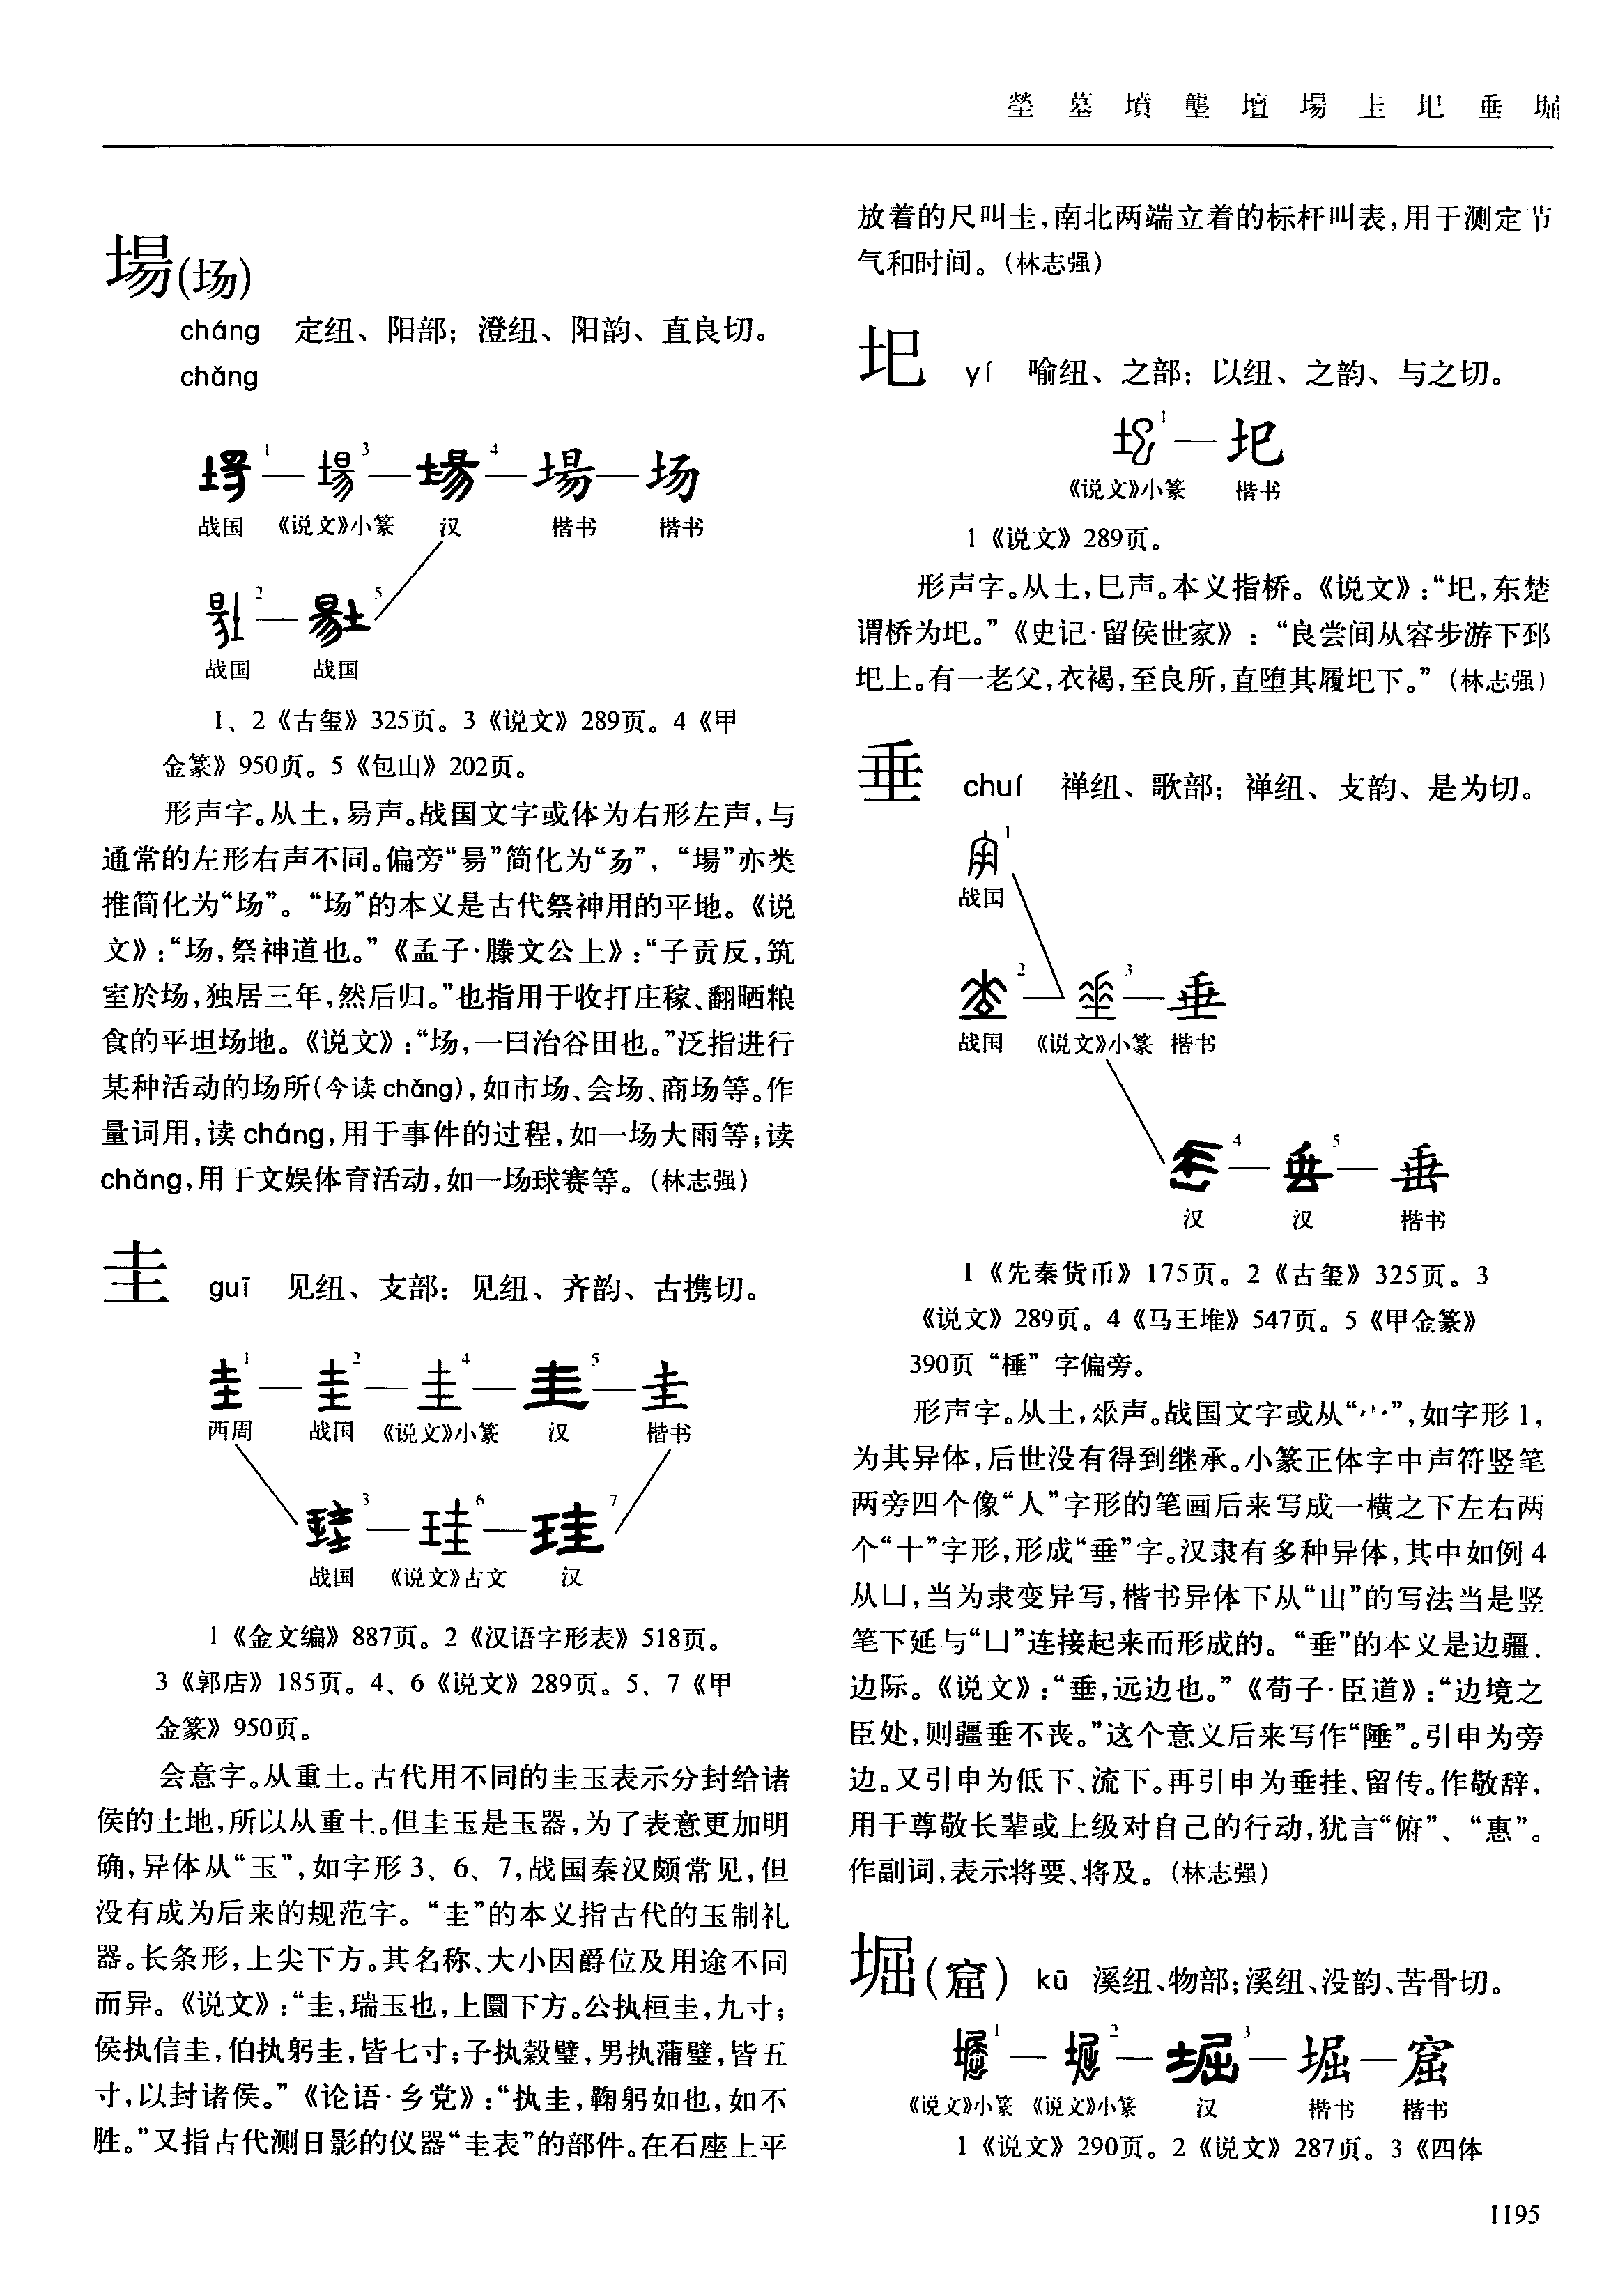 塋 墓 墳 壟 壇 場 圭 圯 垂 堀
場(场)
cháng 定纽、阳部；澄纽、阳韵、直良切。
chǎng
1 3 4 場 场
战国 《说文》小篆 汉 楷书 楷书
2 5
战国 战国
1、2《古玺》325页。3《说文》289页。4《甲
金篆》950页。5《包山》202页。
形声字。从土，昜声。战国文字或体为右形左声，与
通常的左形右声不同。偏旁“昜”简化为“𠃓”，“場”亦类
推简化为“场”。“场”的本义是古代祭神用的平地。《说
文》：“场，祭神道也。”《孟子·滕文公上》：“子贡反，筑
室於场，独居三年，然后归。”也指用于收打庄稼、翻晒粮
食的平坦场地。《说文》：“场，一曰治谷田也。”泛指进行
某种活动的场所(今读chǎng)，如市场、会场、商场等。作
量词用，读cháng，用于事件的过程，如一场大雨等；读
chǎng，用于文娱体育活动，如一场球赛等。(林志强)
圭 guī 见纽、支部；见纽、齐韵、古携切。
1 2 4 5 圭
西周 战国 《说文》小篆 汉 楷书
3 6 7
战国 《说文》古文 汉
1《金文编》887页。2《汉语字形表》518页。
3《郭店》185页。4、6《说文》289页。5、7《甲
金篆》950页。
会意字。从重土。古代用不同的圭玉表示分封给诸
侯的土地，所以从重土。但圭玉是玉器，为了表意更加明
确，异体从“玉”，如字形3、6、7，战国秦汉颇常见，但
没有成为后来的规范字。“圭”的本义指古代的玉制礼
器。长条形，上尖下方。其名称、大小因爵位及用途不同
而异。《说文》：“圭，瑞玉也，上圜下方。公执桓圭，九寸；
侯执信圭，伯执躬圭，皆七寸；子执穀璧，男执蒲璧，皆五
寸，以封诸侯。”《论语·乡党》：“执圭，鞠躬如也，如不
胜。”又指古代测日影的仪器“圭表”的部件。在石座上平
放着的尺叫圭，南北两端立着的标杆叫表，用于测定节
气和时间。(林志强)
圯 yí 喻纽、之部；以纽、之韵、与之切。
1 圯
《说文》小篆 楷书
1《说文》289页。
形声字。从土，巳声。本义指桥。《说文》：“圯，东楚
谓桥为圯。”《史记·留侯世家》：“良尝间从容步游下邳
圯上。有一老父，衣褐，至良所，直堕其履圯下。”(林志强)
垂 chuí 禅纽、歌部；禅纽、支韵、是为切。
1
战国
2 3 垂
战国 《说文》小篆 楷书
4 5 𡍮
汉 汉 楷书
1《先秦货币》175页。2《古玺》325页。3
《说文》289页。4《马王堆》547页。5《甲金篆》
390页“棰”字偏旁。
形声字。从土，𠂹声。战国文字或从“宀”，如字形1，
为其异体，后世没有得到继承。小篆正体字中声符竖笔
两旁四个像“人”字形的笔画后来写成一横之下左右两
个“十”字形，形成“垂”字。汉隶有多种异体，其中如例4
从凵，当为隶变异写，楷书异体下从“山”的写法当是竖
笔下延与“凵”连接起来而形成的。“垂”的本义是边疆、
边际。《说文》：“垂，远边也。”《荀子·臣道》：“边境之
臣处，则疆垂不丧。”这个意义后来写作“陲”。引申为旁
边。又引申为低下、流下。再引申为垂挂、留传。作敬辞，
用于尊敬长辈或上级对自己的行动，犹言“俯”、“惠”。
作副词，表示将要、将及。(林志强)
堀(窟) kū 溪纽、物部；溪纽、没韵、苦骨切。
1 2 3 堀 窟
《说文》小篆 《说文》小篆 汉 楷书 楷书
1《说文》290页。2《说文》287页。3《四体
1195